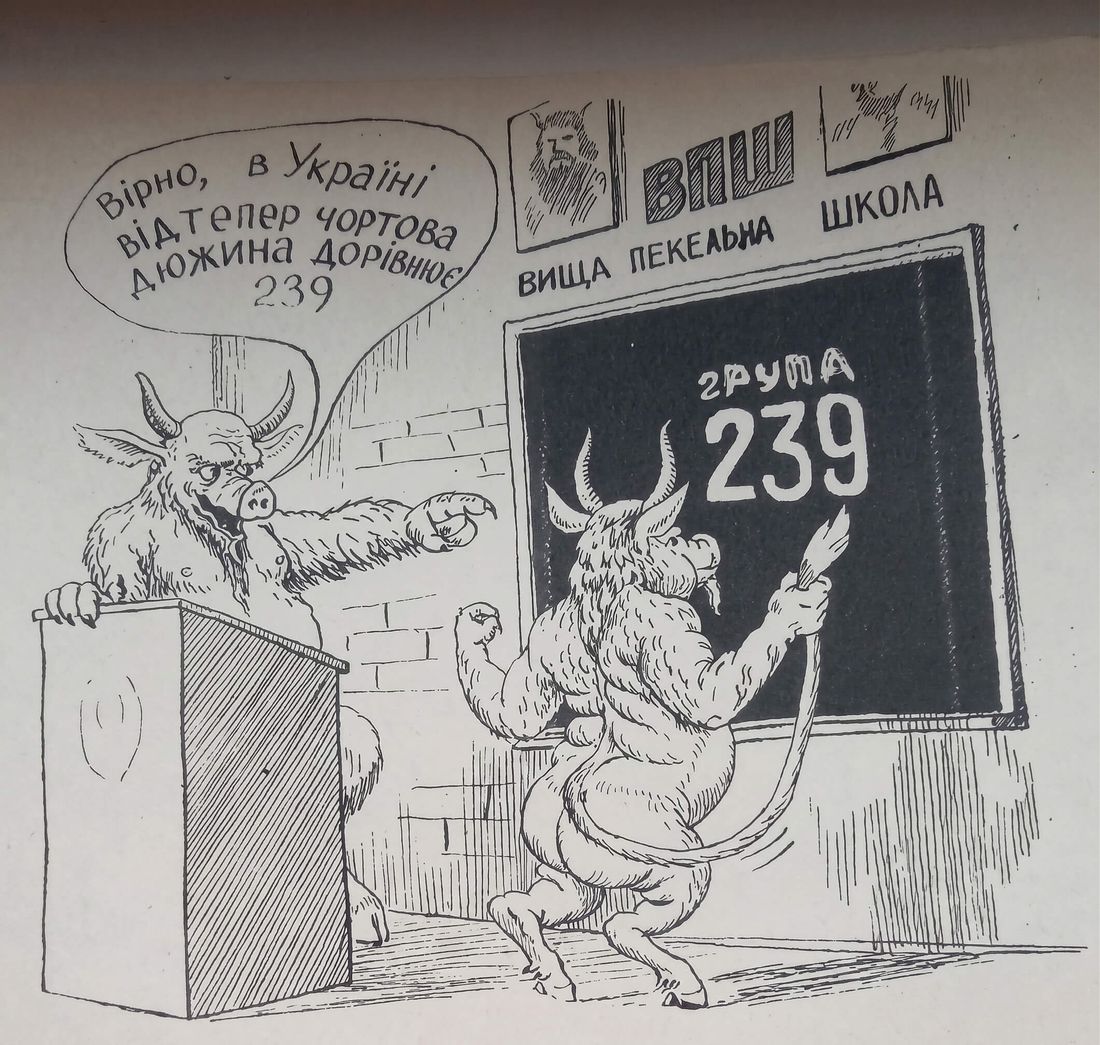 Вірно, в Україні
відтепер чортова
дюжина дорівнює
239
ВПШ
ВИЩА ПЕКЕЛЬНА ШКОЛА
ГРУПА
239